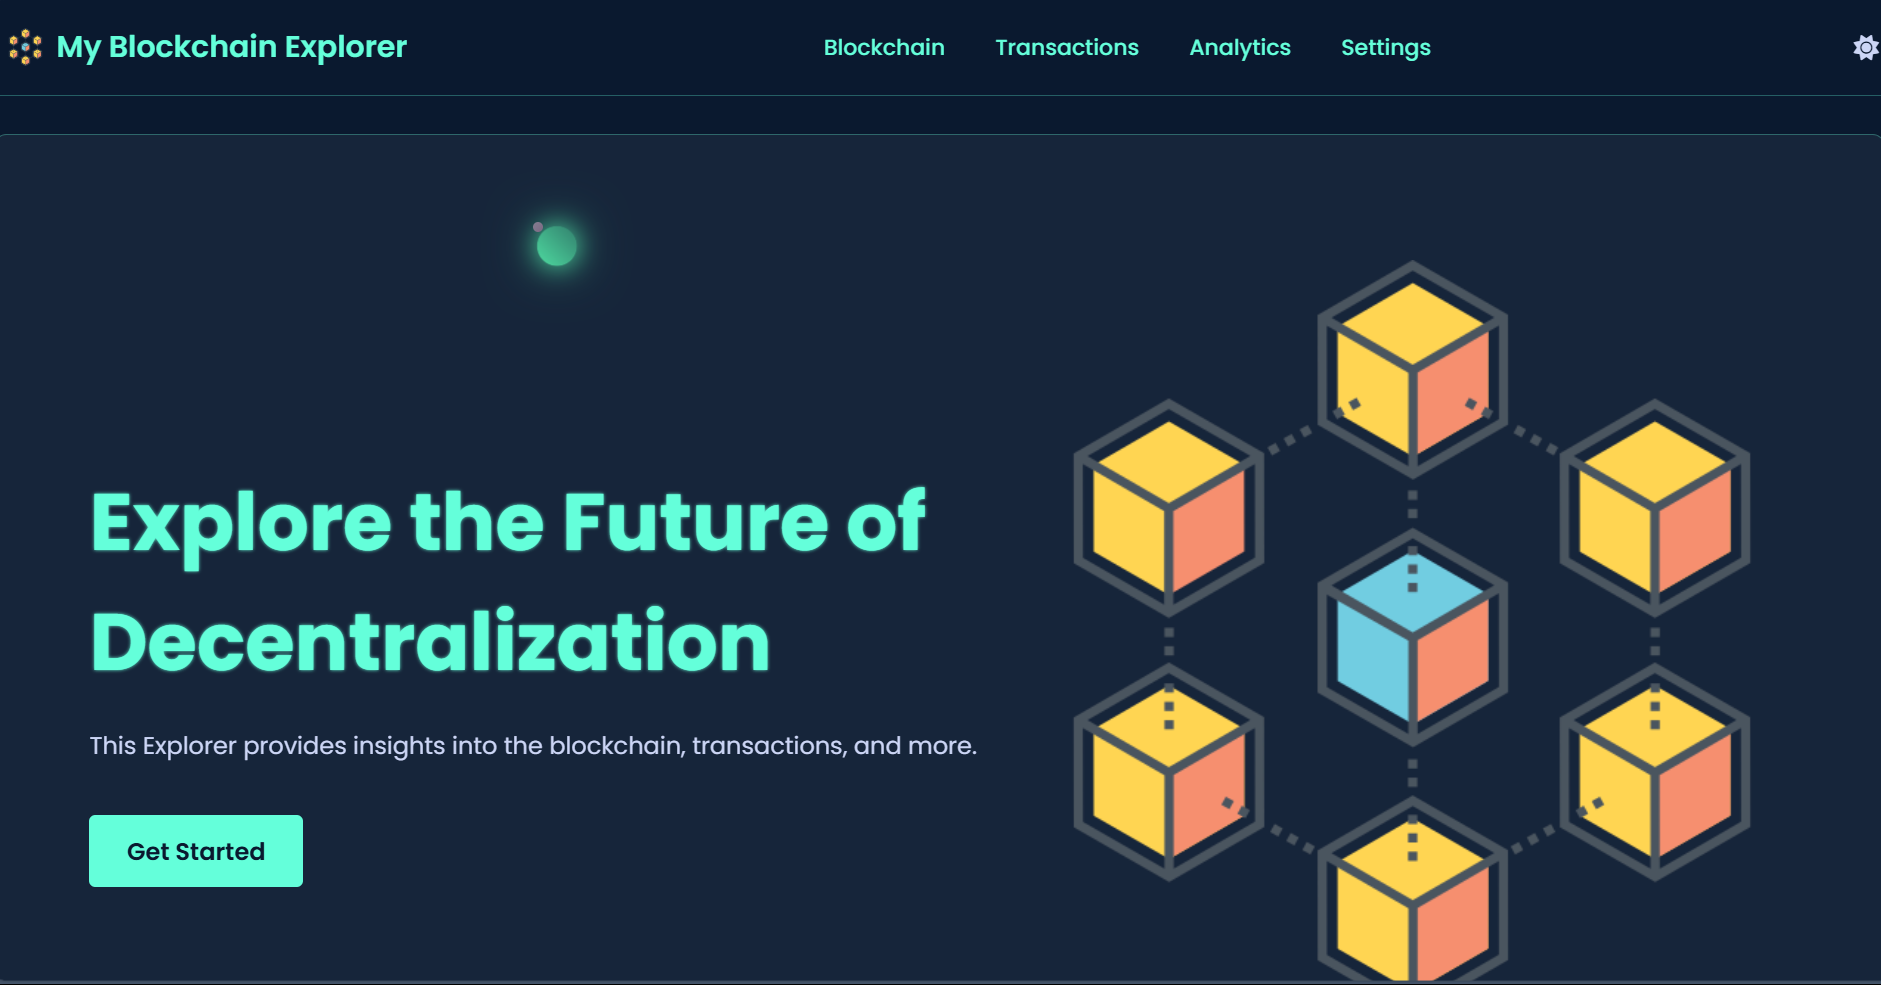 My Blockchain Explorer
Blockchain Transactions Analytics Settings
Explore the Future of
Decentralization
This Explorer provides insights into the blockchain, transactions, and more.
Get Started